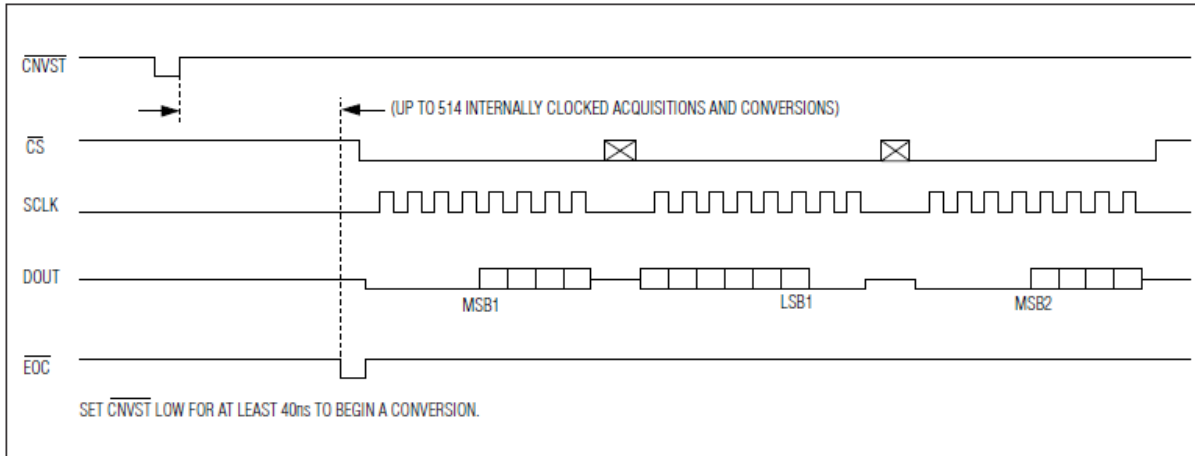 CNVST
(UP TO 514 INTERNALLY CLOCKED ACQUISITIONS AND CONVERSIONS)
CS
SCLK
DOUT
MSB1
LSB1
MSB2
EOC
SET CNVST LOW FOR AT LEAST 40ns TO BEGIN A CONVERSION.